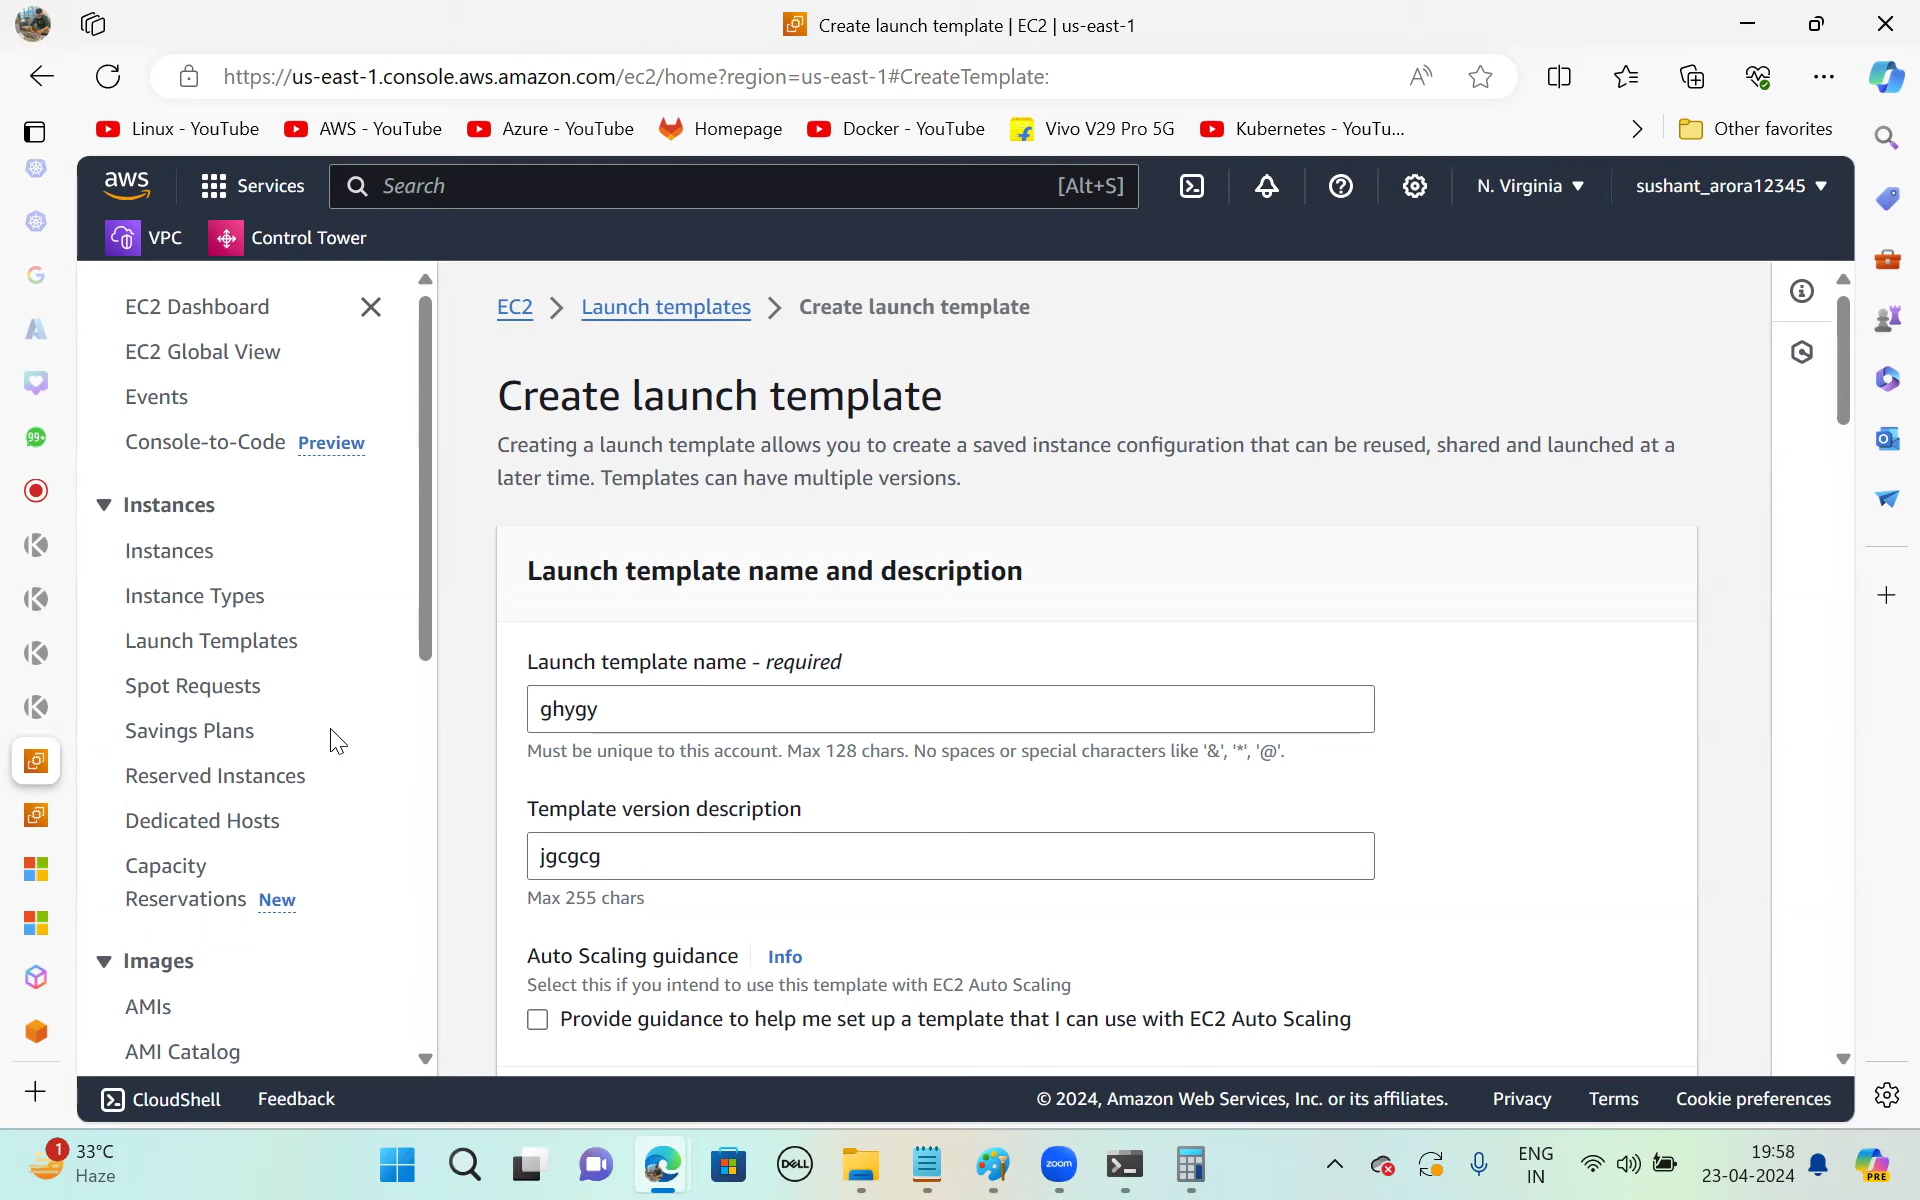 Create launch template | EC2 | us-east-1
https://us-east-1.console.aws.amazon.com/ec2/home?region=us-east-1#CreateTemplate:
Linux - YouTube
AWS - YouTube
Azure - YouTube
Homepage
Docker - YouTube
Vivo V29 Pro 5G
Kubernetes - YouTu...
Other favorites
aws
Services
Search
[Alt+S]
N. Virginia
sushant_arora12345
VPC
Control Tower
EC2 Dashboard
EC2 Global View
Events
Console-to-Code Preview
Instances
Instances
Instance Types
Launch Templates
Spot Requests
Savings Plans
Reserved Instances
Dedicated Hosts
Capacity
Reservations New
Images
AMIs
AMI Catalog
EC2 > Launch templates > Create launch template
Create launch template
Creating a launch template allows you to create a saved instance configuration that can be reused, shared and launched at a
later time. Templates can have multiple versions.
Launch template name and description
Launch template name - required
ghygy
Must be unique to this account. Max 128 chars. No spaces or special characters like '&', '*', '@'.
Template version description
jgcgcg
Max 255 chars
Auto Scaling guidance Info
Select this if you intend to use this template with EC2 Auto Scaling
Provide guidance to help me set up a template that I can use with EC2 Auto Scaling
99+
CloudShell
Feedback
© 2024, Amazon Web Services, Inc. or its affiliates.
Privacy
Terms
Cookie preferences
1
33°C
Haze
DELL
zoom
ENG
IN
19:58
23-04-2024
PRE